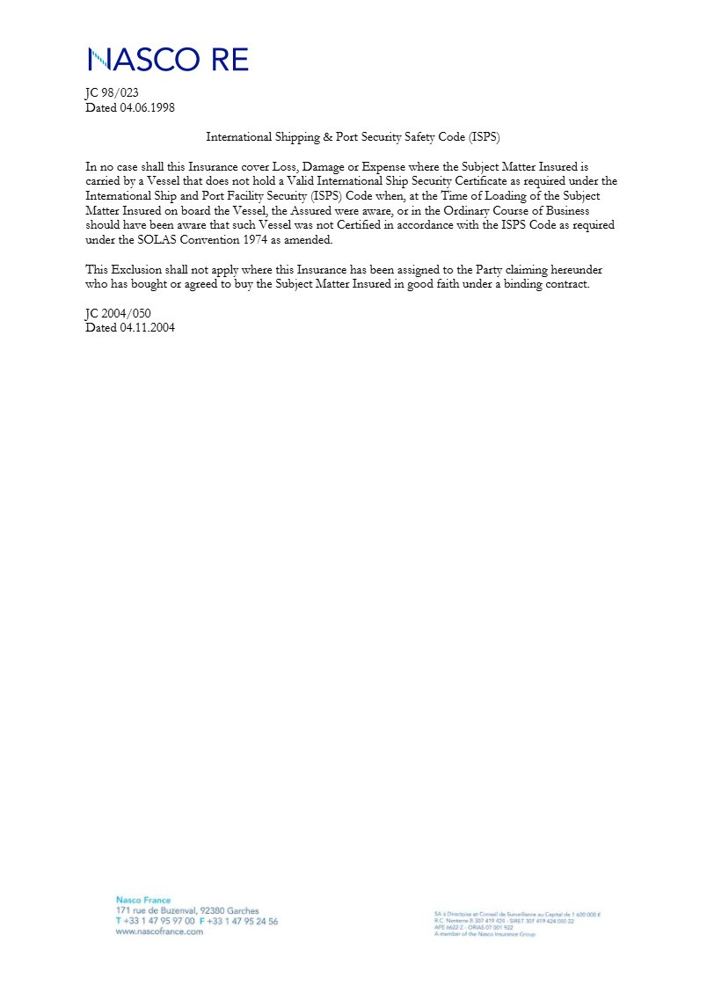 NASCO RE
JC 98/023
Dated 04.06.1998
International Shipping & Port Security Safety Code (ISPS)
In no case shall this Insurance cover Loss, Damage or Expense where the Subject Matter Insured is
carried by a Vessel that does not hold a Valid International Ship Security Certificate as required under the
International Ship and Port Facility Security (ISPS) Code when, at the Time of Loading of the Subject
Matter Insured on board the Vessel, the Assured were aware, or in the Ordinary Course of Business
should have been aware that such Vessel was not Certified in accordance with the ISPS Code as required
under the SOLAS Convention 1974 as amended.
This Exclusion shall not apply where this Insurance has been assigned to the Party claiming hereunder
who has bought or agreed to buy the Subject Matter Insured in good faith under a binding contract.
JC 2004/050
Dated 04.11.2004
Nasco France
171 rue de Buzenval, 92380 Garches
T +33 1 47 95 97 00 F +33 1 47 95 24 56
www.nascofrance.com
SA à Directoire et Conseil de Surveillance au Capital de 1 600 000 €
R.C. Nanterre B 307 419 424 - SIRET 307 419 424 000 22
APE 6622 Z - ORIAS 07 001 922
A member of the Nasco Insurance Group